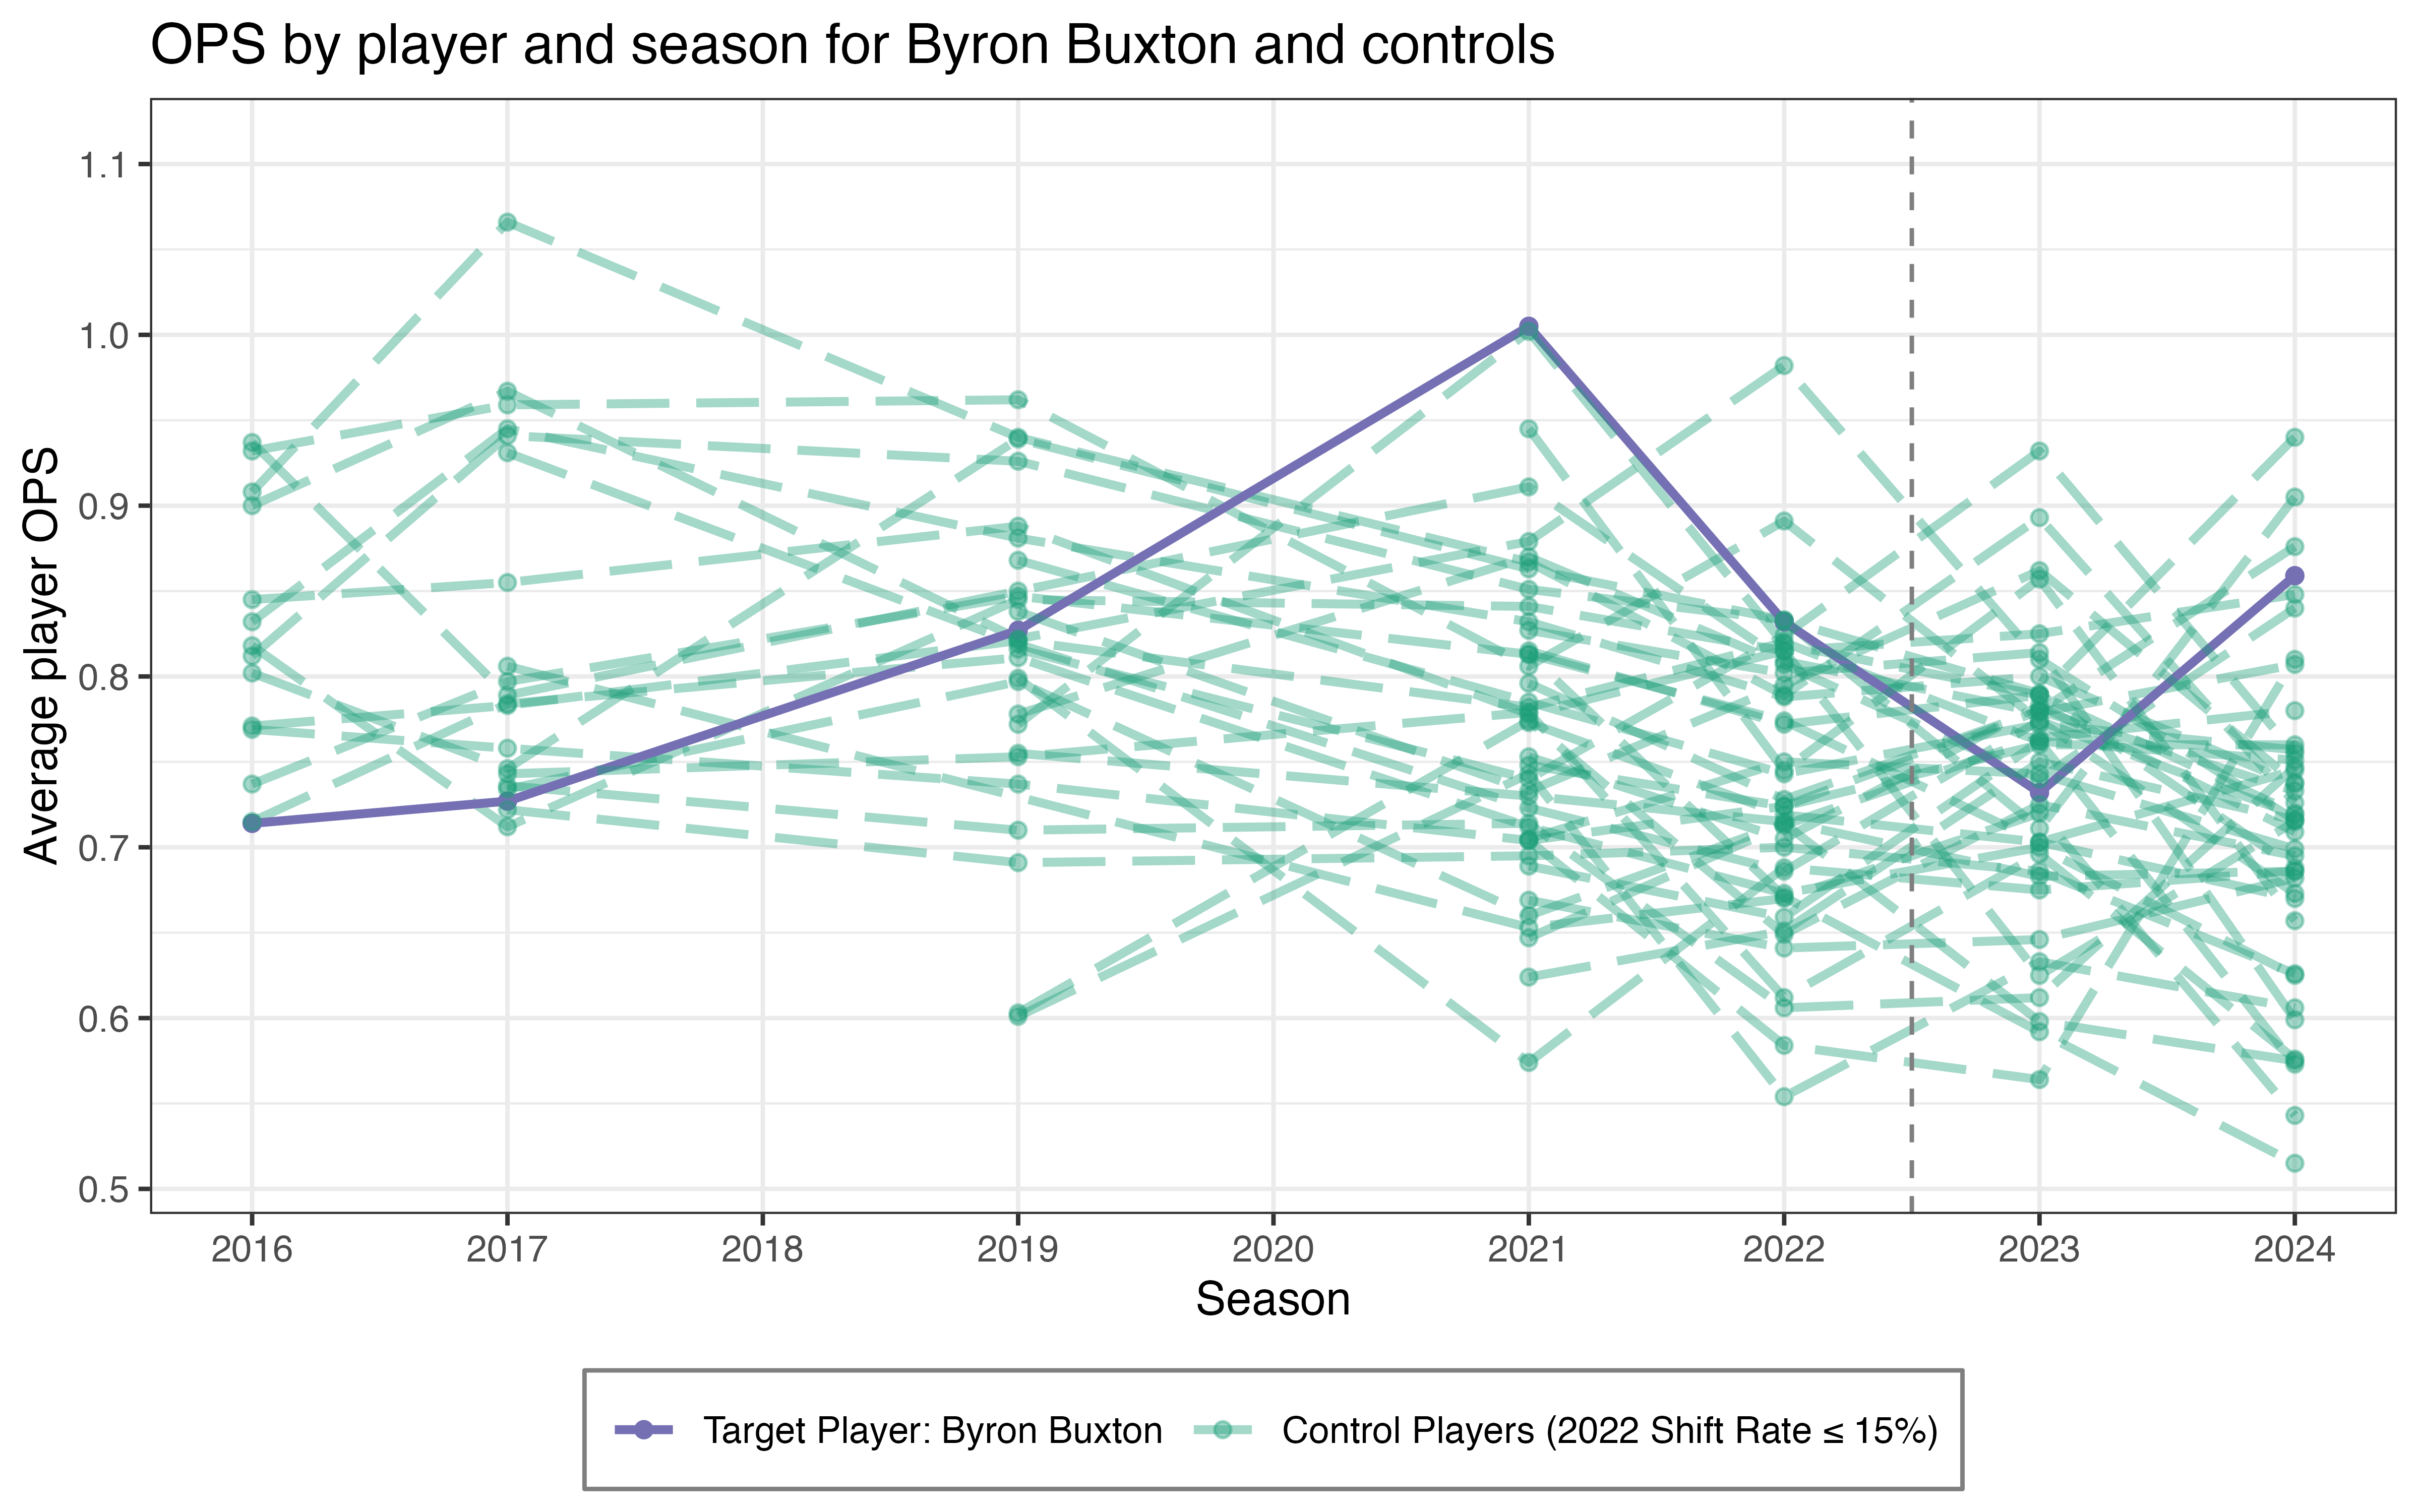 OPS by player and season for Byron Buxton and controls
Average player OPS
1.1
1.0
0.9
0.8
0.7
0.6
0.5
2016 2017 2018 2019 2020 2021 2022 2023 2024
Season
Target Player: Byron Buxton Control Players (2022 Shift Rate ≤ 15%)